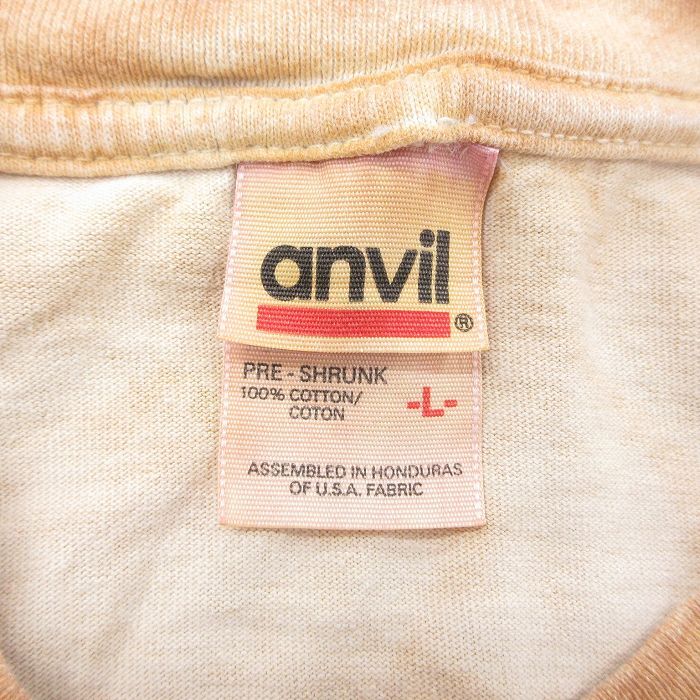 anvil
®
PRE - SHRUNK
100% COTTON/
COTON
-L-
ASSEMBLED IN HONDURAS
OF U.S.A. FABRIC